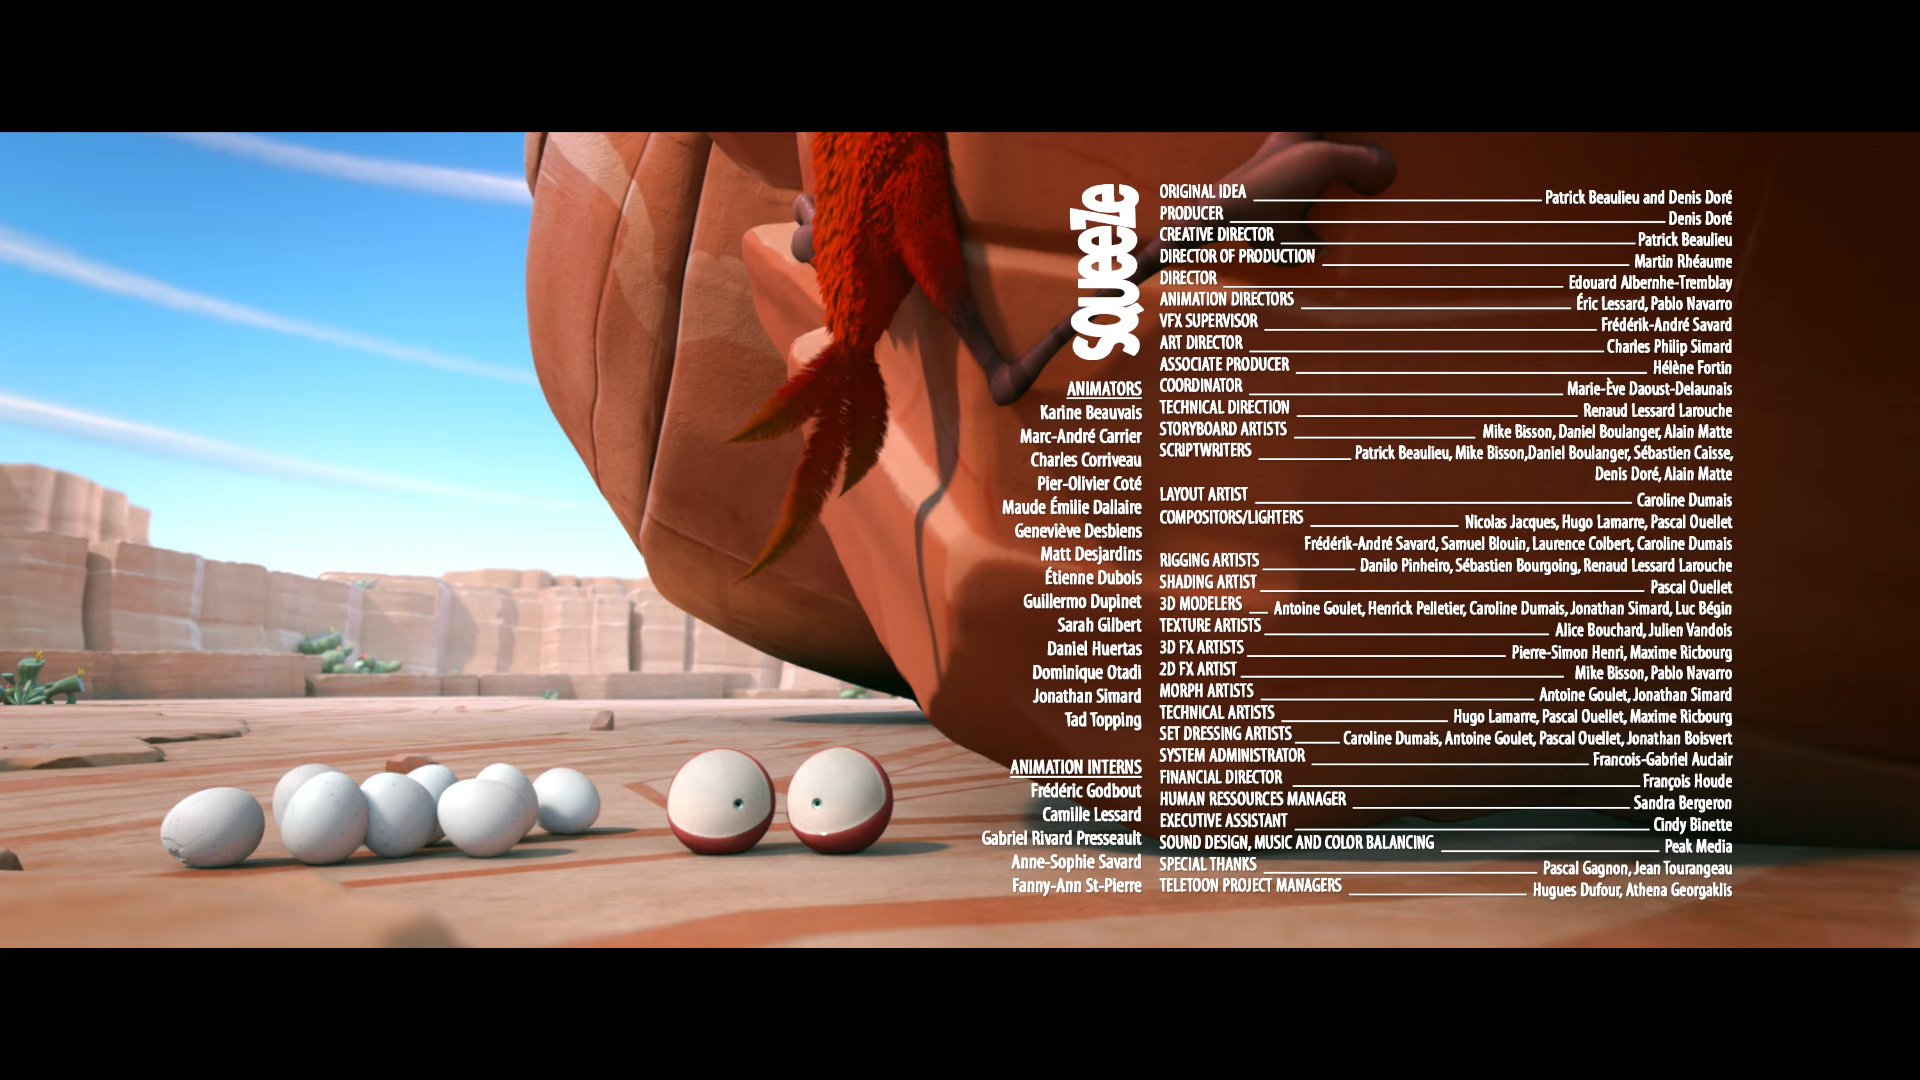 squeeze
ANIMATORS
Karine Beauvais
Marc-André Carrier
Charles Corriveau
Pier-Olivier Coté
Maude Émilie Dallaire
Geneviève Desbiens
Matt Desjardins
Étienne Dubois
Guillermo Dupinet
Sarah Gilbert
Daniel Huertas
Dominique Otadi
Jonathan Simard
Tad Topping
ANIMATION INTERNS
Frédéric Godbout
Camille Lessard
Gabriel Rivard Presseault
Anne-Sophie Savard
Fanny-Ann St-Pierre
ORIGINAL IDEA Patrick Beaulieu and Denis Doré
PRODUCER Denis Doré
CREATIVE DIRECTOR Patrick Beaulieu
DIRECTOR OF PRODUCTION Martin Rhéaume
DIRECTOR Edouard Albernhe-Tremblay
ANIMATION DIRECTORS Éric Lessard, Pablo Navarro
VFX SUPERVISOR Frédérik-André Savard
ART DIRECTOR Charles Philip Simard
ASSOCIATE PRODUCER Hélène Fortin
COORDINATOR Marie-Ève Daoust-Delaunais
TECHNICAL DIRECTION Renaud Lessard Larouche
STORYBOARD ARTISTS Mike Bisson, Daniel Boulanger, Alain Matte
SCRIPTWRITERS Patrick Beaulieu, Mike Bisson,Daniel Boulanger, Sébastien Caisse,
Denis Doré, Alain Matte
LAYOUT ARTIST Caroline Dumais
COMPOSITORS/LIGHTERS Nicolas Jacques, Hugo Lamarre, Pascal Ouellet
Frédérik-André Savard, Samuel Blouin, Laurence Colbert, Caroline Dumais
RIGGING ARTISTS Danilo Pinheiro, Sébastien Bourgoing, Renaud Lessard Larouche
SHADING ARTIST Pascal Ouellet
3D MODELERS Antoine Goulet, Henrick Pelletier, Caroline Dumais, Jonathan Simard, Luc Bégin
TEXTURE ARTISTS Alice Bouchard, Julien Vandois
3D FX ARTISTS Pierre-Simon Henri, Maxime Ricbourg
2D FX ARTIST Mike Bisson, Pablo Navarro
MORPH ARTISTS Antoine Goulet, Jonathan Simard
TECHNICAL ARTISTS Hugo Lamarre, Pascal Ouellet, Maxime Ricbourg
SET DRESSING ARTISTS Caroline Dumais, Antoine Goulet, Pascal Ouellet, Jonathan Boisvert
SYSTEM ADMINISTRATOR Francois-Gabriel Auclair
FINANCIAL DIRECTOR François Houde
HUMAN RESSOURCES MANAGER Sandra Bergeron
EXECUTIVE ASSISTANT Cindy Binette
SOUND DESIGN, MUSIC AND COLOR BALANCING Peak Media
SPECIAL THANKS Pascal Gagnon, Jean Tourangeau
TELETOON PROJECT MANAGERS Hugues Dufour, Athena Georgaklis